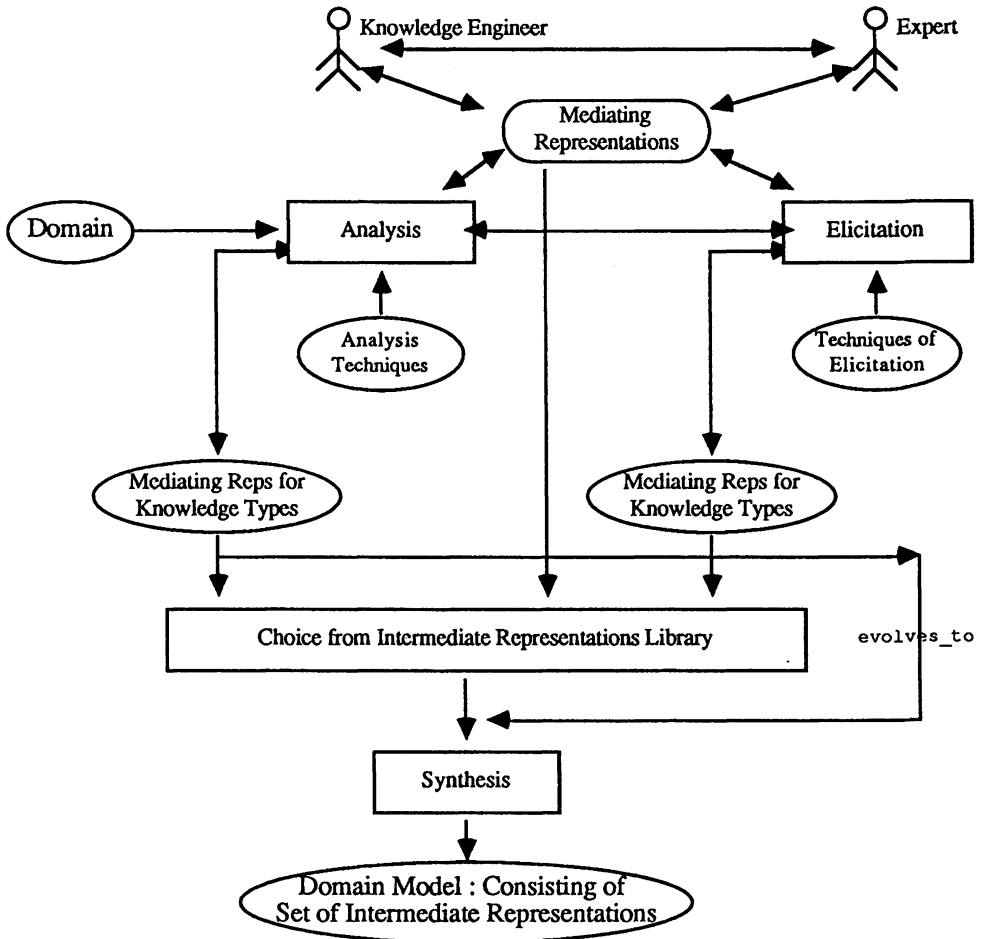 Knowledge Engineer
Expert
Mediating
Representations
Domain
Analysis
Elicitation
Analysis
Techniques
Techniques of
Elicitation
Mediating Reps for
Knowledge Types
Mediating Reps for
Knowledge Types
Choice from Intermediate Representations Library
evolves_to
Synthesis
Domain Model : Consisting of
Set of Intermediate Representations